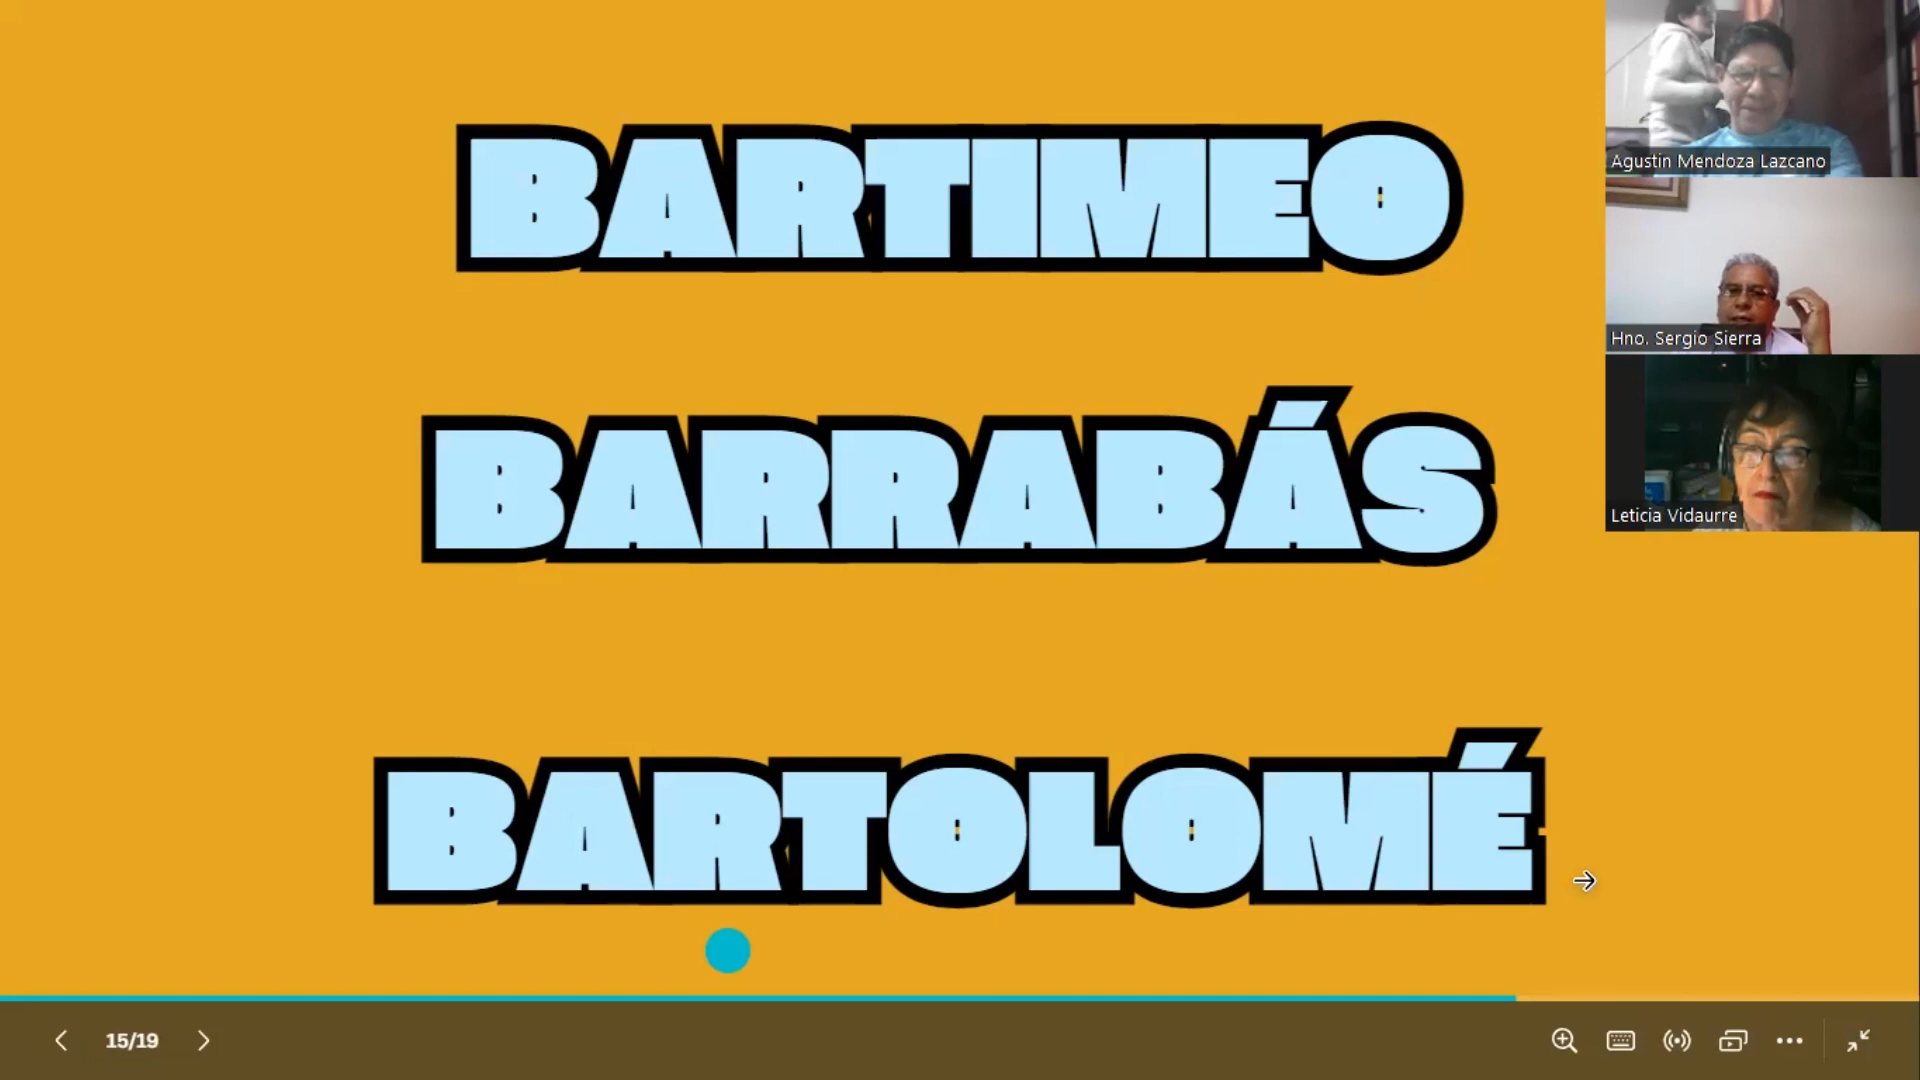 BARTIMEO
BARRABÁS
BARTOLOMÉ
Agustin Mendoza Lazcano
Hno. Sergio Sierra
Leticia Vidaurre
15/19